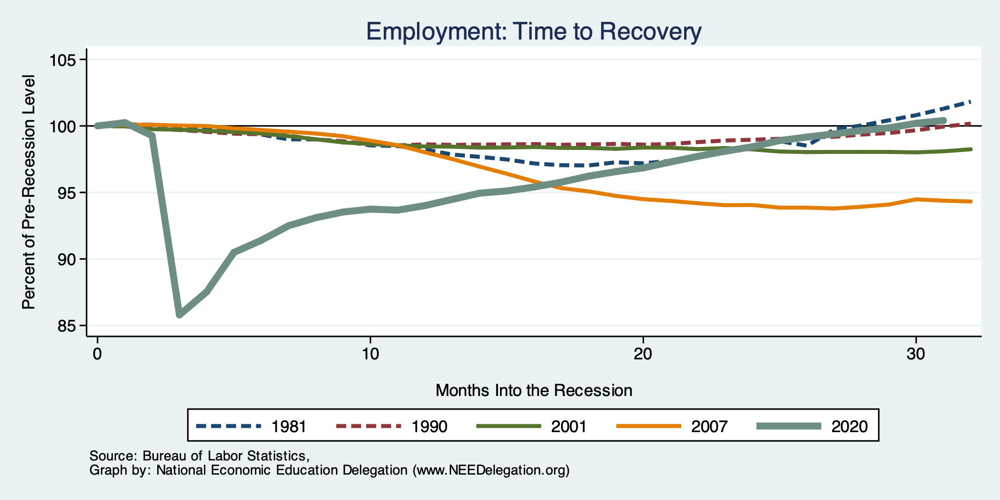 Employment: Time to Recovery
Percent of Pre-Recession Level
105
100
95
90
85
0
10
20
30
Months Into the Recession
1981
1990
2001
2007
2020
Source: Bureau of Labor Statistics,
Graph by: National Economic Education Delegation (www.NEEDelegation.org)